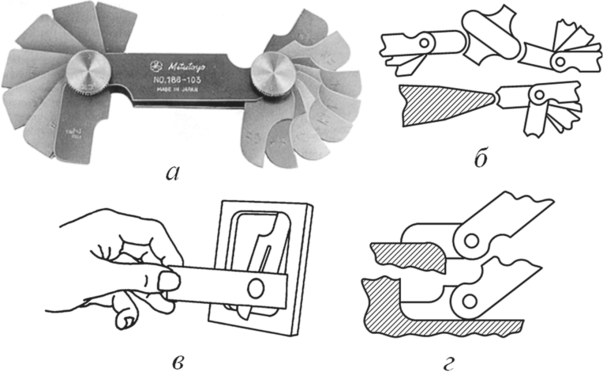 Mitutoyo
NO.186-105
MADE IN JAPAN
а
б
в
г